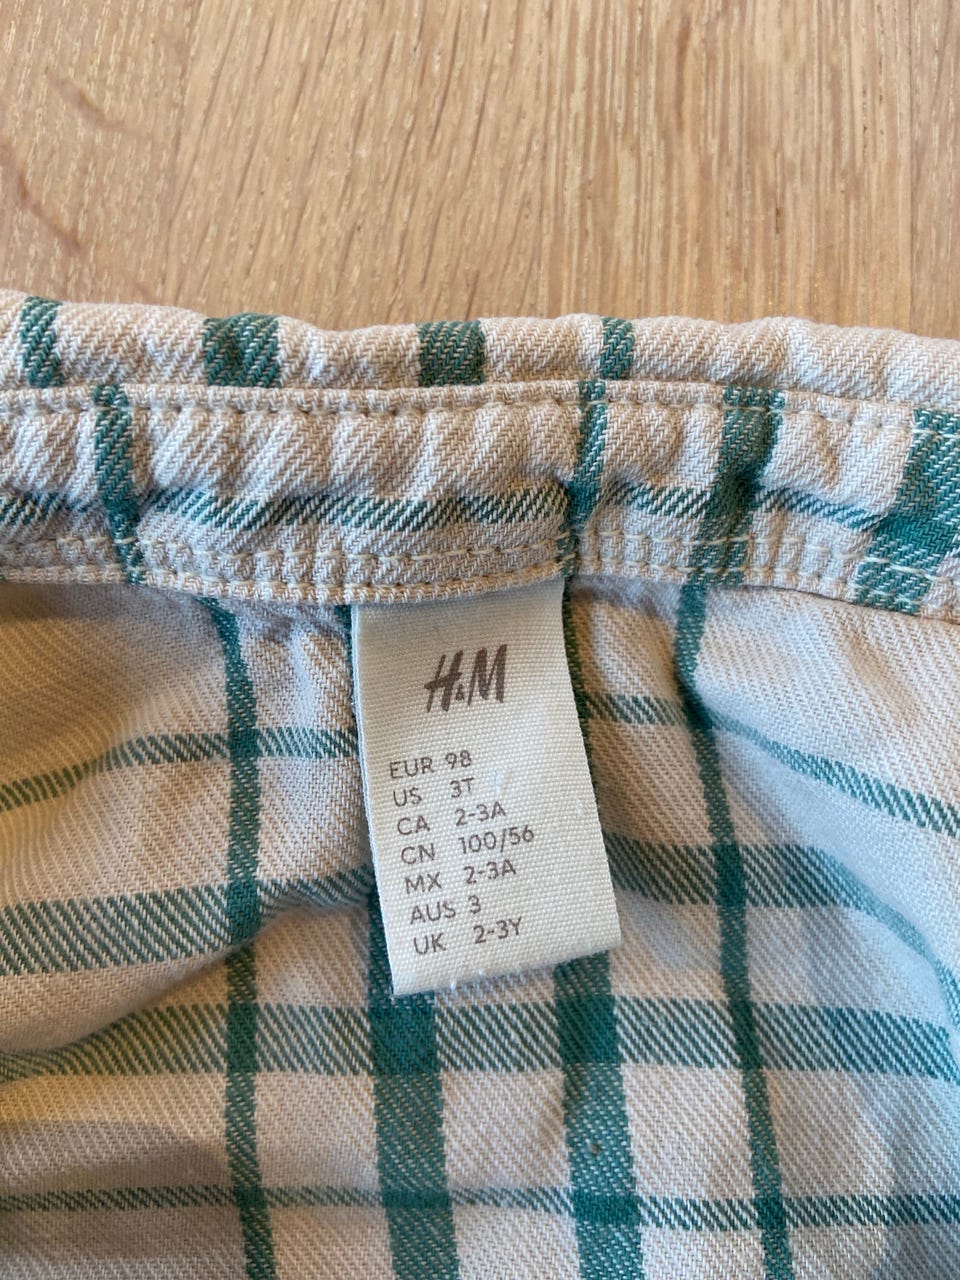 H&M
EUR 98
US 3T
CA 2-3A
CN 100/56
MX 2-3A
AUS 3
UK 2-3Y